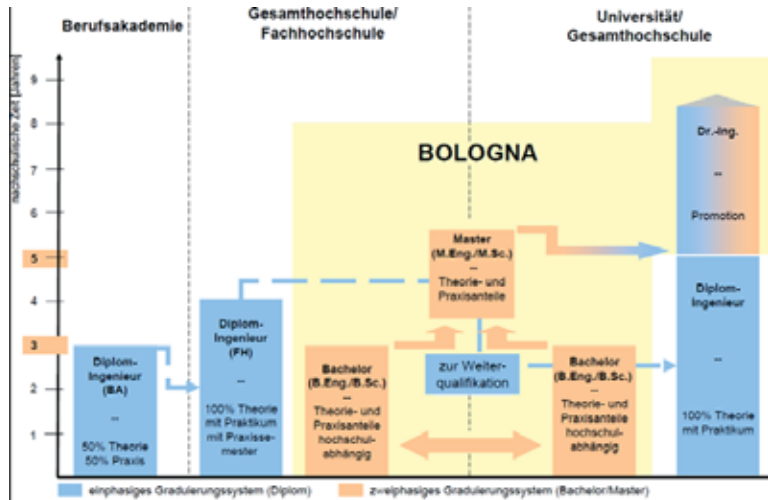 Berufsakademie
Gesamthochschule/
Fachhochschule
Universität/
Gesamthochschule
nachschulische Zeit [Jahren]
9
8
7
6
5
4
3
2
1
BOLOGNA
Diplom-
Ingenieur
(BA)
--
50% Theorie
50% Praxis
Diplom-
Ingenieur
(FH)
--
100% Theorie
mit Praktikum
mit Praxisse-
mester
Bachelor
(B.Eng./B.Sc.)
--
Theorie- und
Praxisanteile
hochschul-
abhängig
Master
(M.Eng./M.Sc.)
--
Theorie- und
Praxisanteile
zur Weiter-
qualifikation
Bachelor
(B.Eng./B.Sc.)
--
Theorie- und
Praxisanteile
hochschul-
abhängig
Dr.-Ing.
--
Promotion
Diplom-
Ingenieur
--
100% Theorie
mit Praktikum
einphasiges Graduierungssystem (Diplom)
zweiphasiges Graduierungssystem (Bachelor/Master)